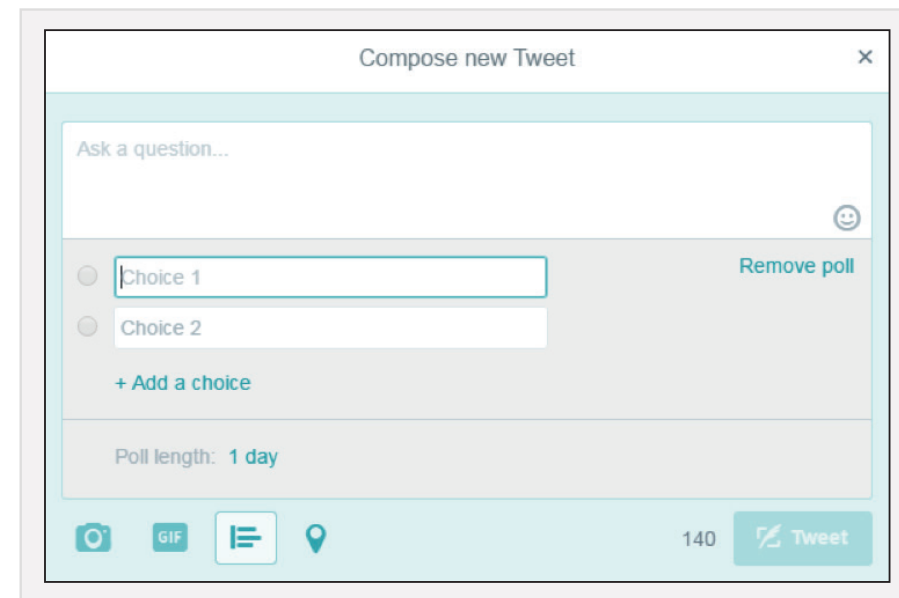 Compose new Tweet ×
Ask a question...
Choice 1
Remove poll
Choice 2
+ Add a choice
Poll length: 1 day
GIF
140
Tweet